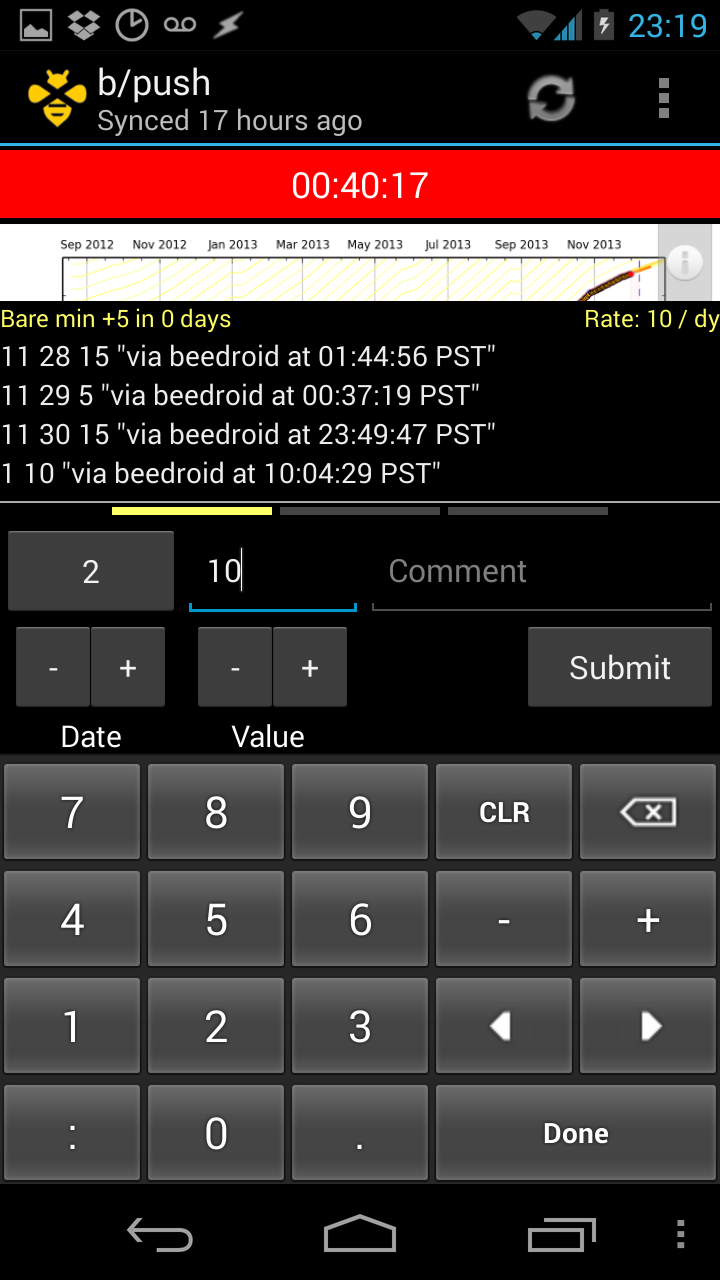 23:19
b/push
Synced 17 hours ago
00:40:17
Sep 2012 Nov 2012 Jan 2013 Mar 2013 May 2013 Jul 2013 Sep 2013 Nov 2013
Bare min +5 in 0 days Rate: 10 / dy
11 28 15 "via beedroid at 01:44:56 PST"
11 29 5 "via beedroid at 00:37:19 PST"
11 30 15 "via beedroid at 23:49:47 PST"
1 10 "via beedroid at 10:04:29 PST"
2 10 Comment
- + - + Submit
Date Value
7 8 9 CLR
4 5 6 - +
1 2 3
: 0 . Done